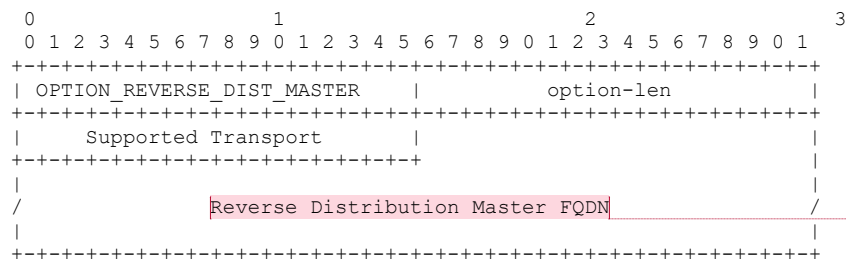 0                   1                   2                   3
0 1 2 3 4 5 6 7 8 9 0 1 2 3 4 5 6 7 8 9 0 1 2 3 4 5 6 7 8 9 0 1
+-+-+-+-+-+-+-+-+-+-+-+-+-+-+-+-+-+-+-+-+-+-+-+-+-+-+-+-+-+-+-+-+
| OPTION_REVERSE_DIST_MASTER    |          option-len           |
+-+-+-+-+-+-+-+-+-+-+-+-+-+-+-+-+-+-+-+-+-+-+-+-+-+-+-+-+-+-+-+-+
|     Supported Transport       |                               |
+-+-+-+-+-+-+-+-+-+-+-+-+-+-+-+-+                               |
|                                                               |
/               Reverse Distribution Master FQDN                /
|                                                               |
+-+-+-+-+-+-+-+-+-+-+-+-+-+-+-+-+-+-+-+-+-+-+-+-+-+-+-+-+-+-+-+-+